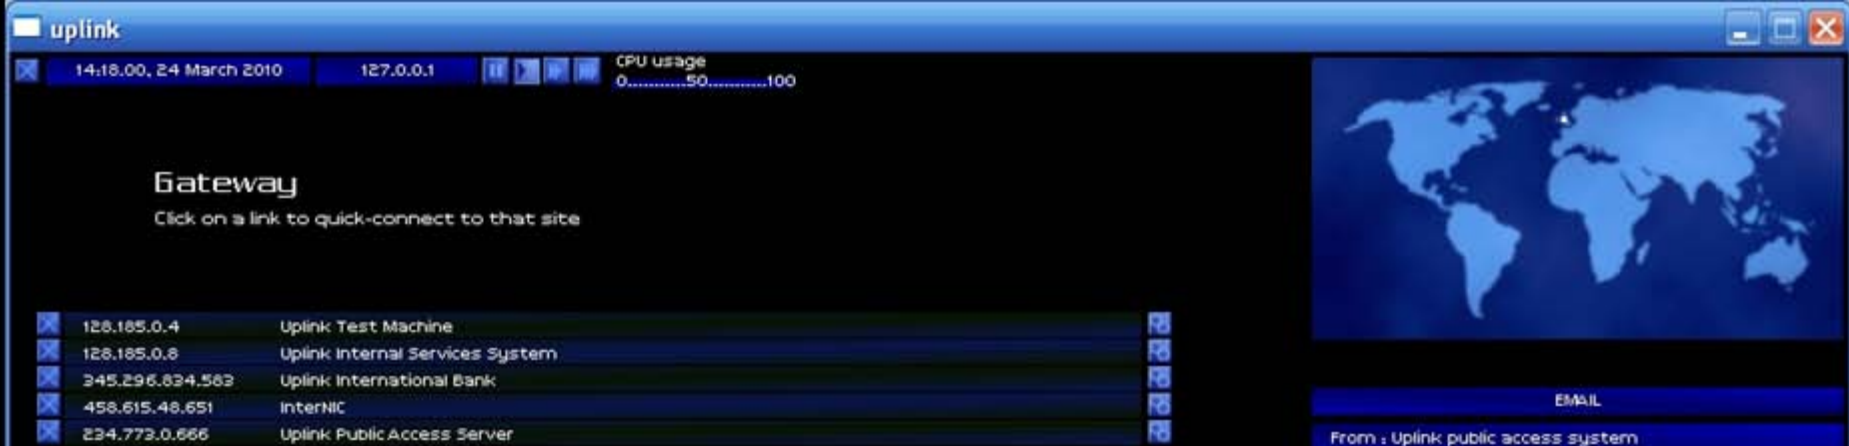 uplink
14:18.00, 24 March 2010
127.0.0.1
CPU usage
0...........50...........100
Gateway
Click on a link to quick-connect to that site
128.185.0.4 Uplink Test Machine
128.185.0.8 Uplink Internal Services System
345.296.834.583 Uplink International Bank
458.615.48.651 InterNIC
234.773.0.666 Uplink Public Access Server
EMAIL
From : Uplink public access system